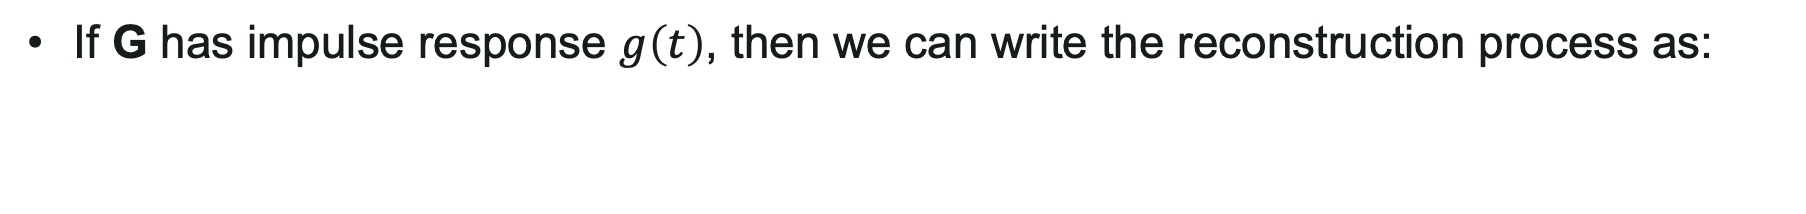 • If G has impulse response g(t), then we can write the reconstruction process as: